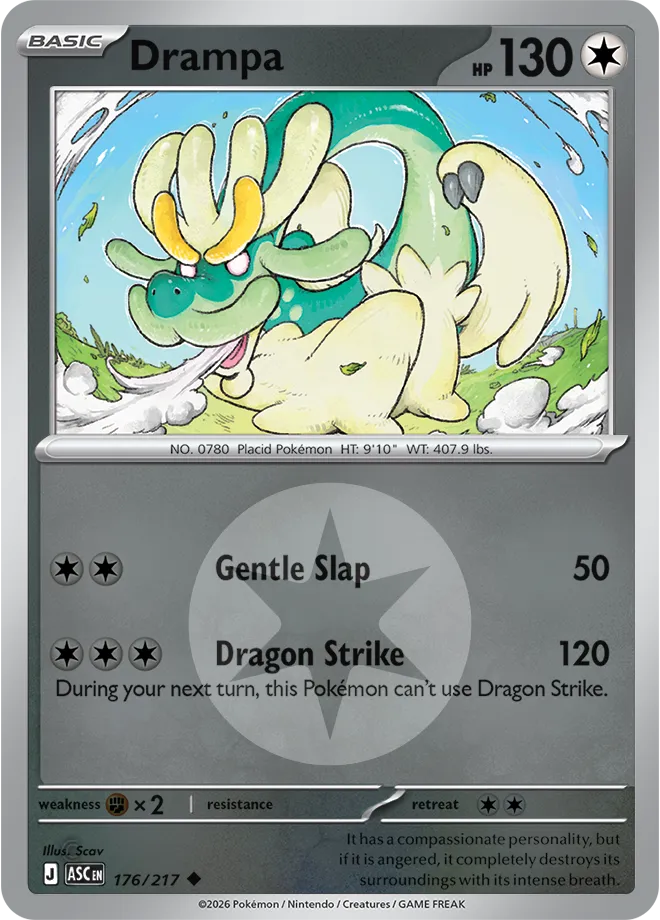 BASIC Drampa HP 130
NO. 0780 Placid Pokémon HT: 9'10" WT: 407.9 lbs.
Gentle Slap 50
Dragon Strike 120
During your next turn, this Pokémon can't use Dragon Strike.
weakness ×2 resistance retreat
Illus. Scav
It has a compassionate personality, but
if it is angered, it completely destroys its
surroundings with its intense breath.
J ASC EN 176/217
©2026 Pokémon / Nintendo / Creatures / GAME FREAK